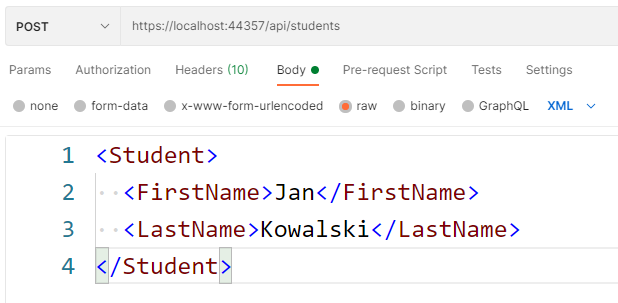 POST https://localhost:44357/api/students
Params Authorization Headers (10) Body Pre-request Script Tests Settings
none form-data x-www-form-urlencoded raw binary GraphQL XML
1 <Student>
2 <FirstName>Jan</FirstName>
3 <LastName>Kowalski</LastName>
4 </Student>